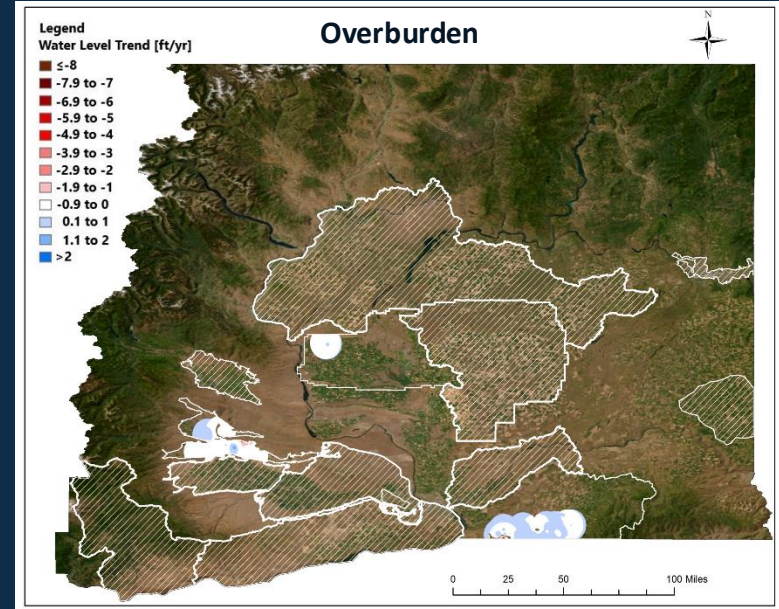 Overburden
N
Legend
Water Level Trend [ft/yr]
≤-8
-7.9 to -7
-6.9 to -6
-5.9 to -5
-4.9 to -4
-3.9 to -3
-2.9 to -2
-1.9 to -1
-0.9 to 0
0.1 to 1
1.1 to 2
>2
0 25 50 100 Miles